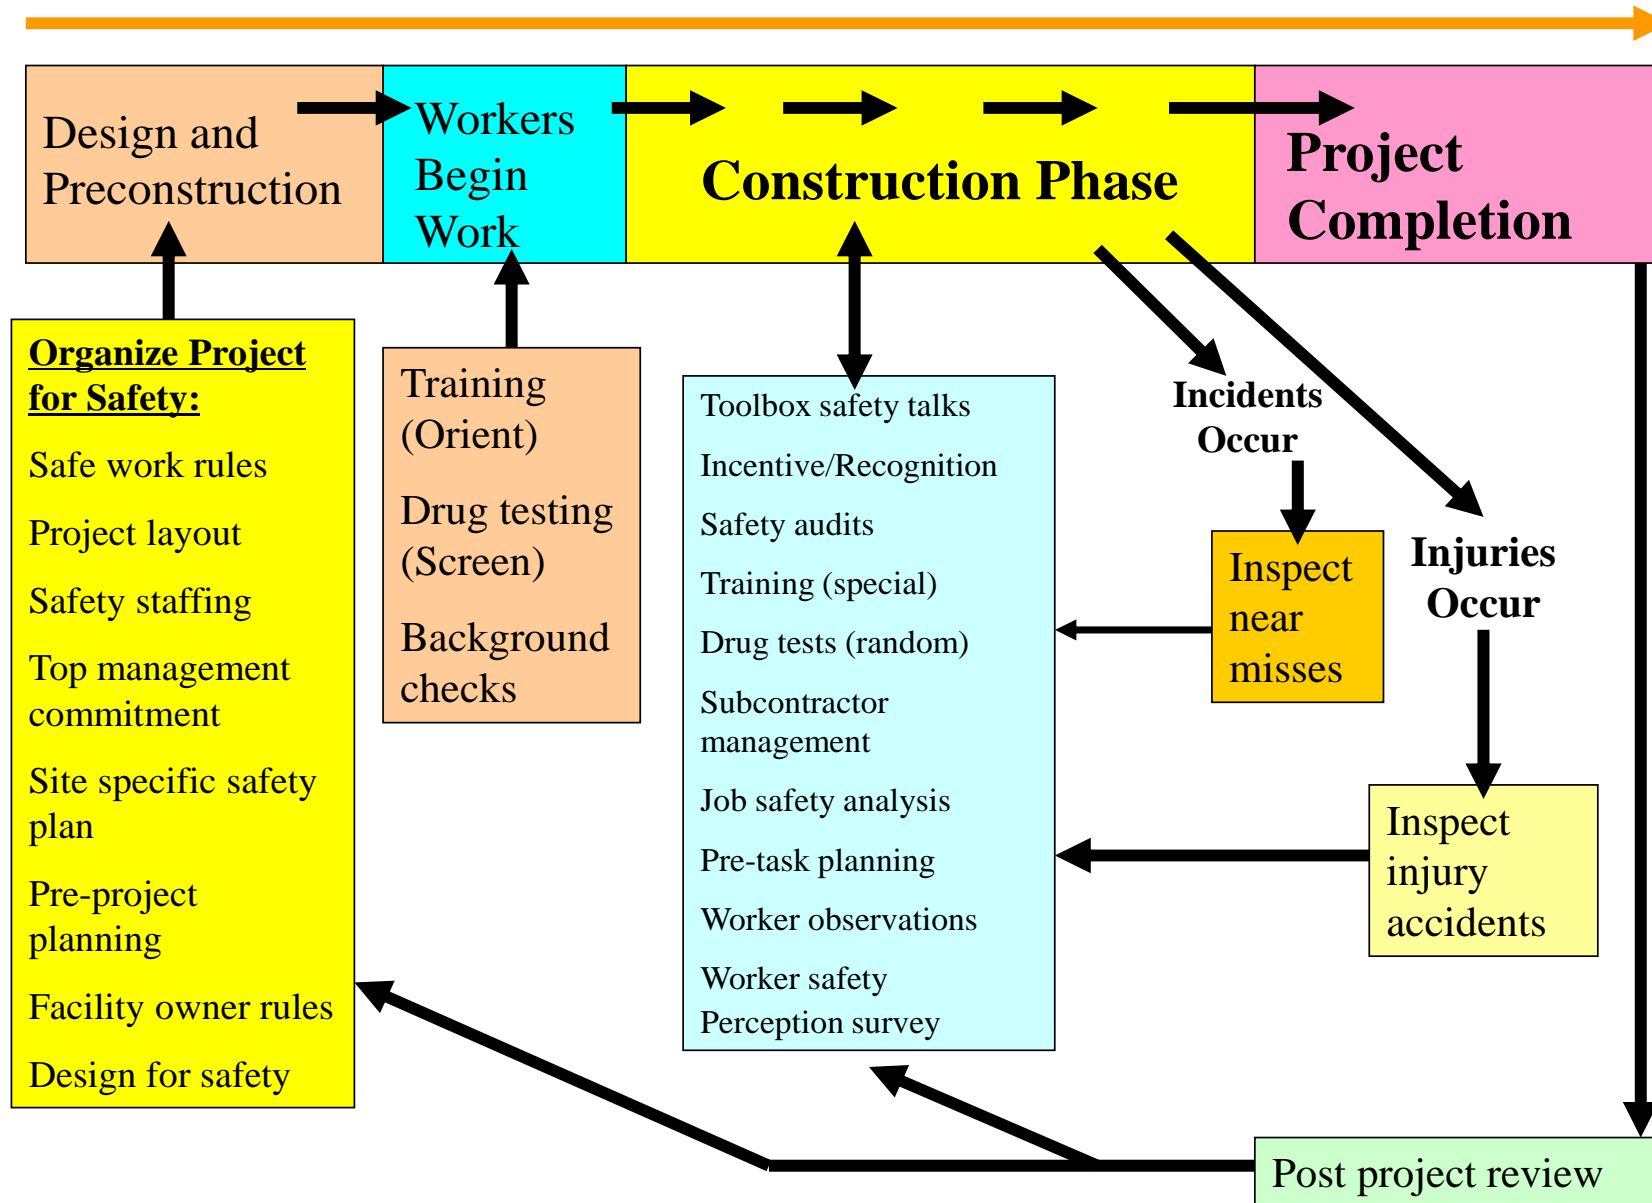 Design and
Preconstruction
Workers
Begin
Work
Construction Phase
Project
Completion
Organize Project
for Safety:
Safe work rules
Project layout
Safety staffing
Top management
commitment
Site specific safety
plan
Pre-project
planning
Facility owner rules
Design for safety
Training
(Orient)
Drug testing
(Screen)
Background
checks
Toolbox safety talks
Incentive/Recognition
Safety audits
Training (special)
Drug tests (random)
Subcontractor
management
Job safety analysis
Pre-task planning
Worker observations
Worker safety
Perception survey
Incidents
Occur
Inspect
near
misses
Injuries
Occur
Inspect
injury
accidents
Post project review